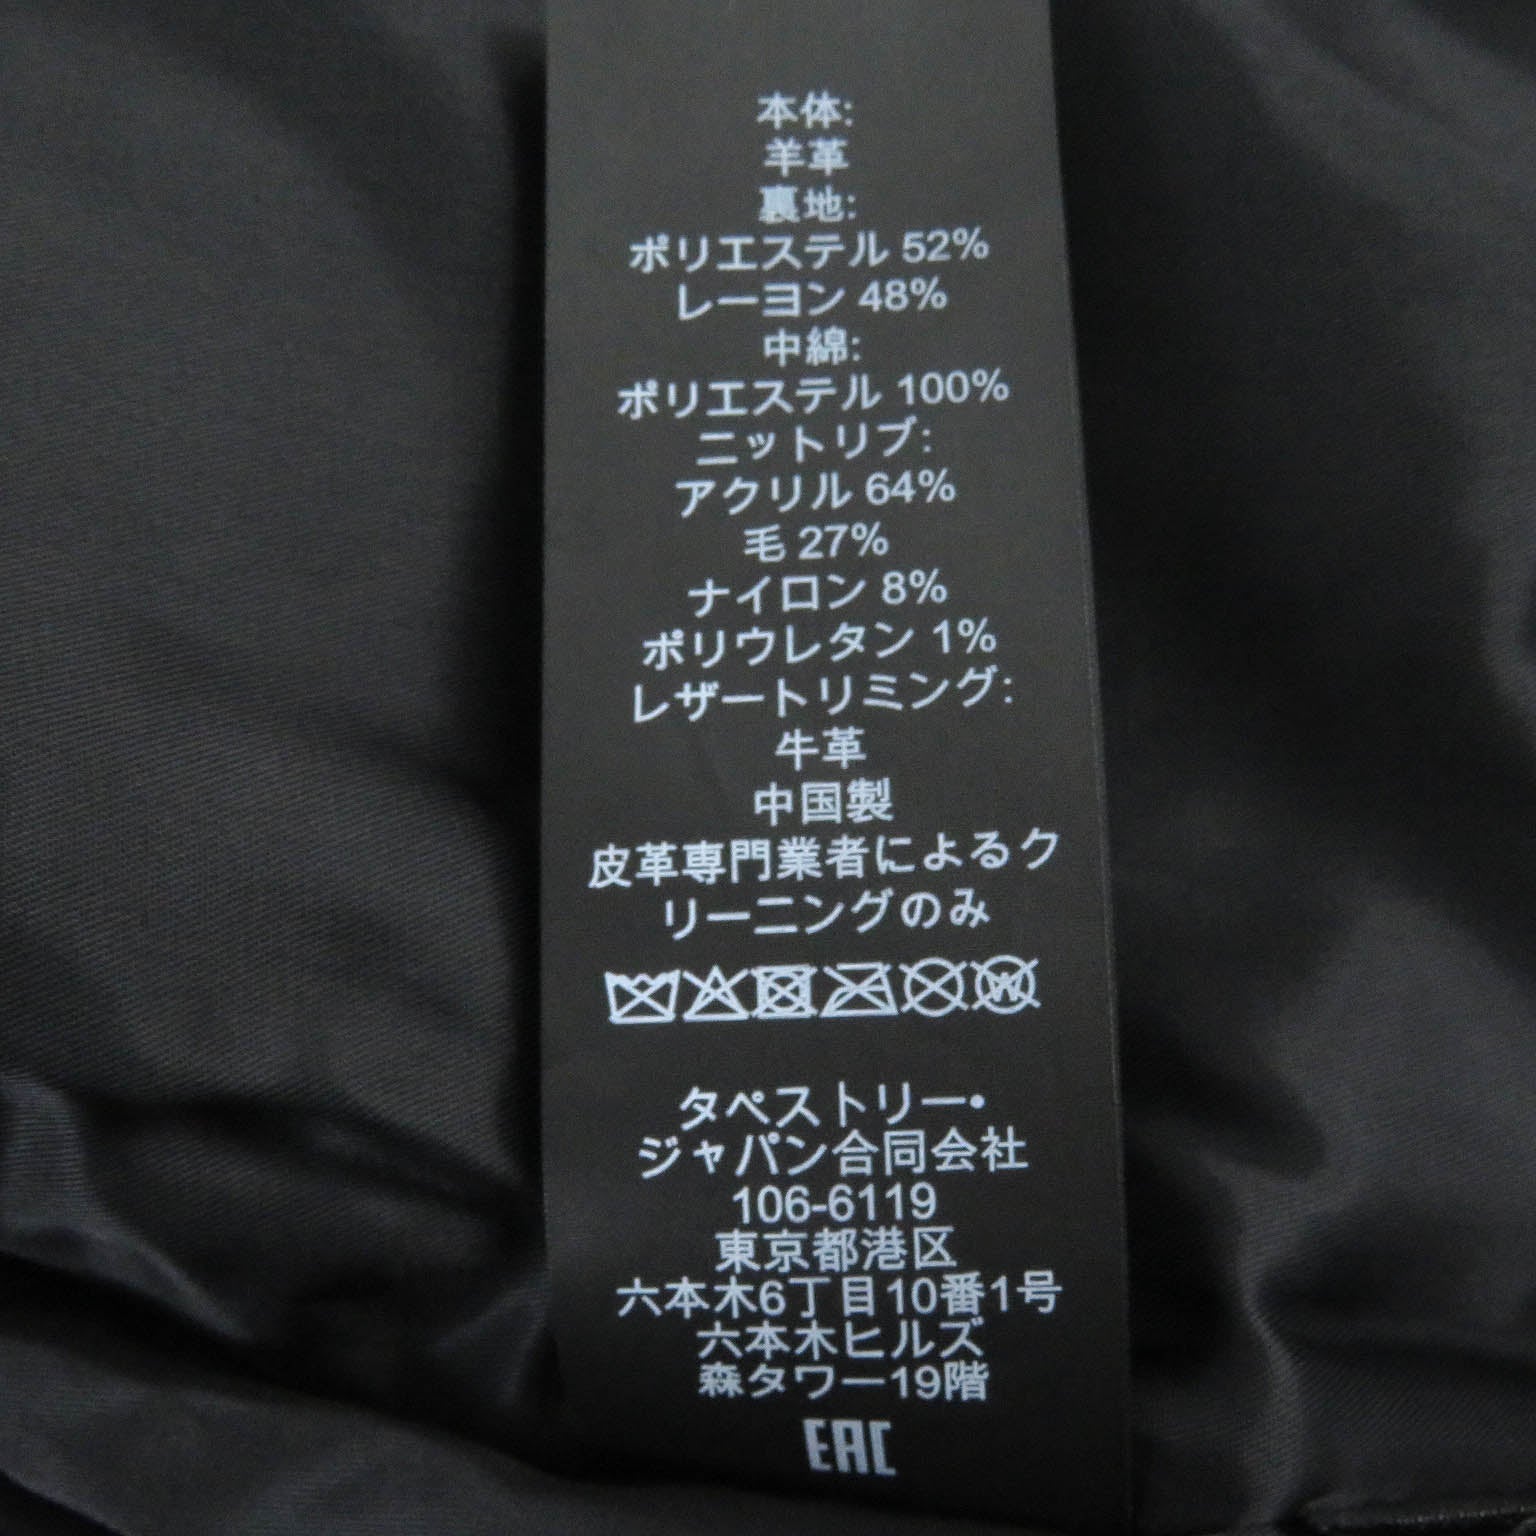 本体:
羊革
裏地:
ポリエステル 52%
レーヨン 48%
中綿:
ポリエステル 100%
ニットリブ:
アクリル 64%
毛 27%
ナイロン 8%
ポリウレタン 1%
レザートリミング:
牛革
中国製
皮革専門業者によるク
リーニングのみ
W
タペストリー•
ジャパン合同会社
106-6119
東京都港区
六本木6丁目10番1号
六本木ヒルズ
森タワー19階
EAC